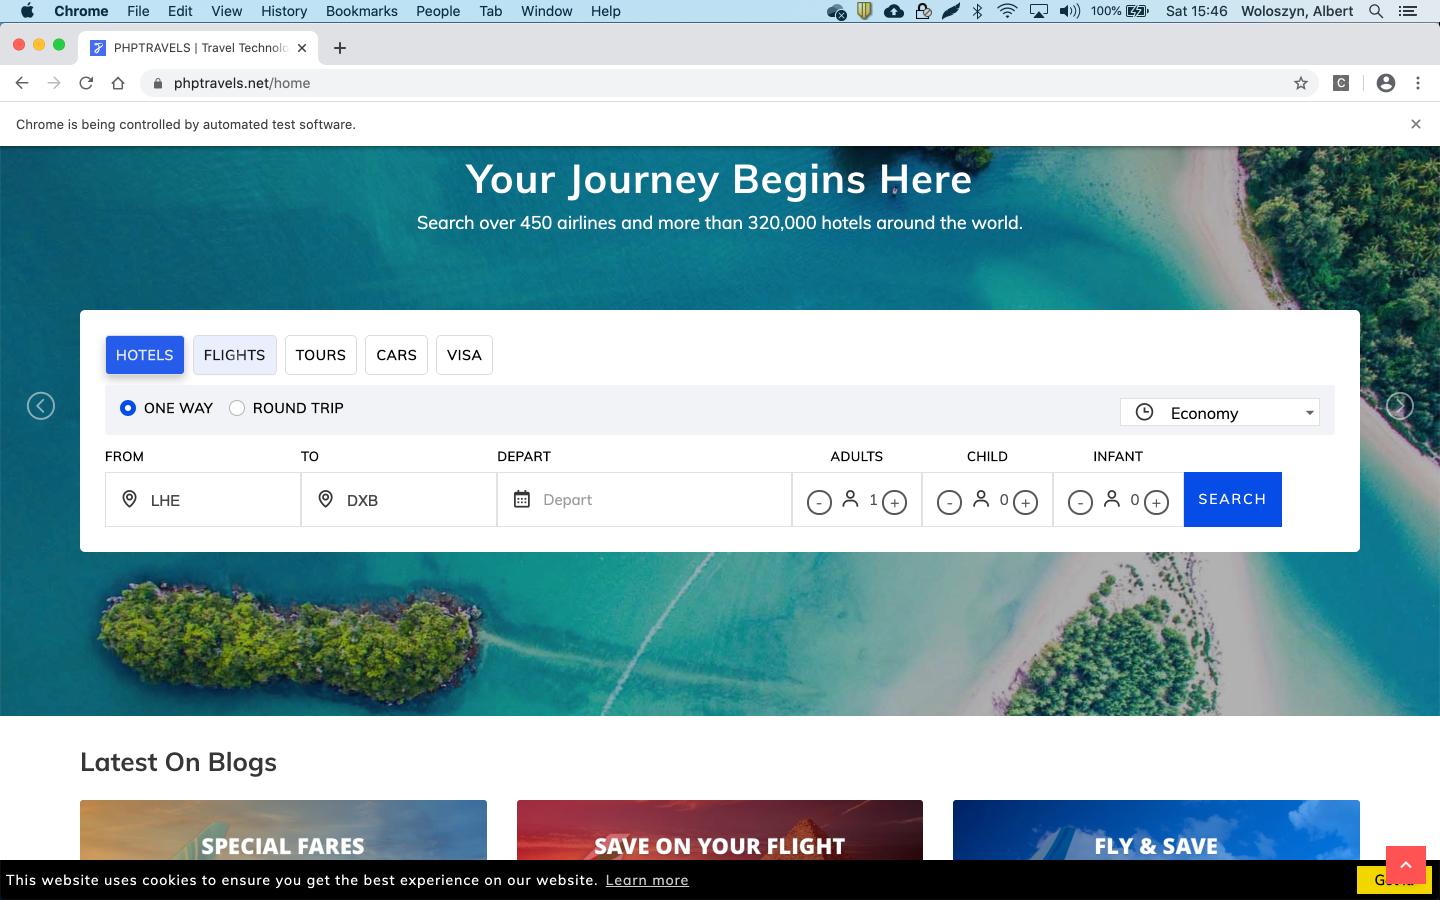 Chrome File Edit View History Bookmarks People Tab Window Help 100% Sat 15:46 Woloszyn, Albert
PHPTRAVELS | Travel Technolo
phptravels.net/home
Chrome is being controlled by automated test software.
Your Journey Begins Here
Search over 450 airlines and more than 320,000 hotels around the world.
HOTELS FLIGHTS TOURS CARS VISA
ONE WAY ROUND TRIP Economy
FROM TO DEPART ADULTS CHILD INFANT
LHE DXB Depart - 1 + - 0 + - 0 + SEARCH
Latest On Blogs
SPECIAL FARES SAVE ON YOUR FLIGHT FLY & SAVE
This website uses cookies to ensure you get the best experience on our website. Learn more